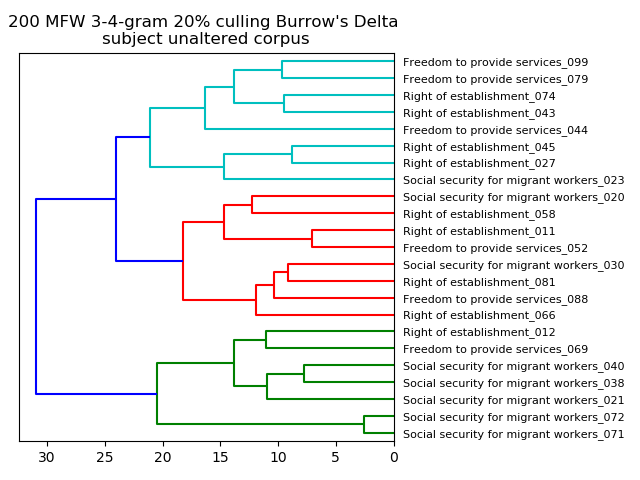 200 MFW 3-4-gram 20% culling Burrow's Delta
subject unaltered corpus
Freedom to provide services_099
Freedom to provide services_079
Right of establishment_074
Right of establishment_043
Freedom to provide services_044
Right of establishment_045
Right of establishment_027
Social security for migrant workers_023
Social security for migrant workers_020
Right of establishment_058
Right of establishment_011
Freedom to provide services_052
Social security for migrant workers_030
Right of establishment_081
Freedom to provide services_088
Right of establishment_066
Right of establishment_012
Freedom to provide services_069
Social security for migrant workers_040
Social security for migrant workers_038
Social security for migrant workers_021
Social security for migrant workers_072
Social security for migrant workers_071
30 25 20 15 10 5 0